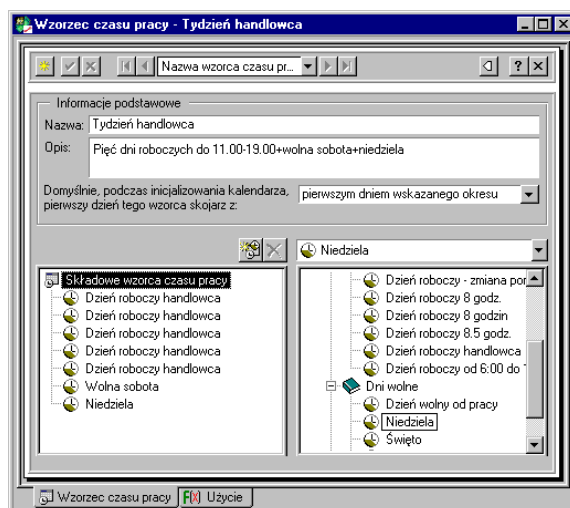 Wzorzec czasu pracy - Tydzień handlowca
Nazwa wzorca czasu pr...
Informacje podstawowe
Nazwa: Tydzień handlowca
Opis: Pięć dni roboczych do 11.00-19.00+wolna sobota+niedziela
Domyślnie, podczas inicjalizowania kalendarza,
pierwszy dzień tego wzorca skojarz z:
pierwszym dniem wskazanego okresu
Niedziela
Składowe wzorca czasu pracy
Dzień roboczy handlowca
Dzień roboczy handlowca
Dzień roboczy handlowca
Dzień roboczy handlowca
Dzień roboczy handlowca
Wolna sobota
Niedziela
Dzień roboczy - zmiana por
Dzień roboczy 8 godz.
Dzień roboczy 8 godzin
Dzień roboczy 8.5 godz.
Dzień roboczy handlowca
Dzień roboczy od 6:00 do
Dni wolne
Dzień wolny od pracy
Niedziela
Święto
Wzorzec czasu pracy
F(X) Użycie